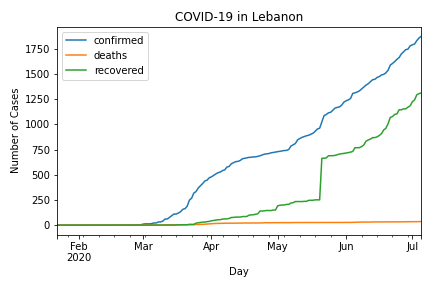 COVID-19 in Lebanon
confirmed
deaths
recovered
Number of Cases
1750
1500
1250
1000
750
500
250
0
Feb
2020
Mar
Apr
May
Jun
Jul
Day